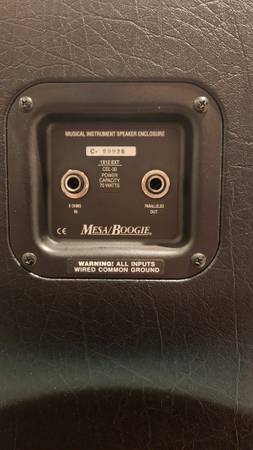 MUSICAL INSTRUMENT SPEAKER ENCLOSURE
C-
1X12 EXT
CEL-30
POWER
CAPACITY
70 WATTS
8 OHMS
IN
PARALLELED
OUT
MESA/BOOGIE
CE
WARNING! ALL INPUTS
WIRED COMMON GROUND